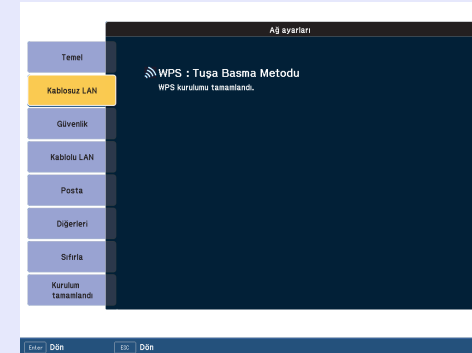 Ağ ayarları
Temel
Kablosuz LAN
Güvenlik
Kablolu LAN
Posta
Diğerleri
Sıfırla
Kurulum
tamamlandı
WPS : Tuşa Basma Metodu
WPS kurulumu tamamlandı.
Enter Dön
ESC Dön